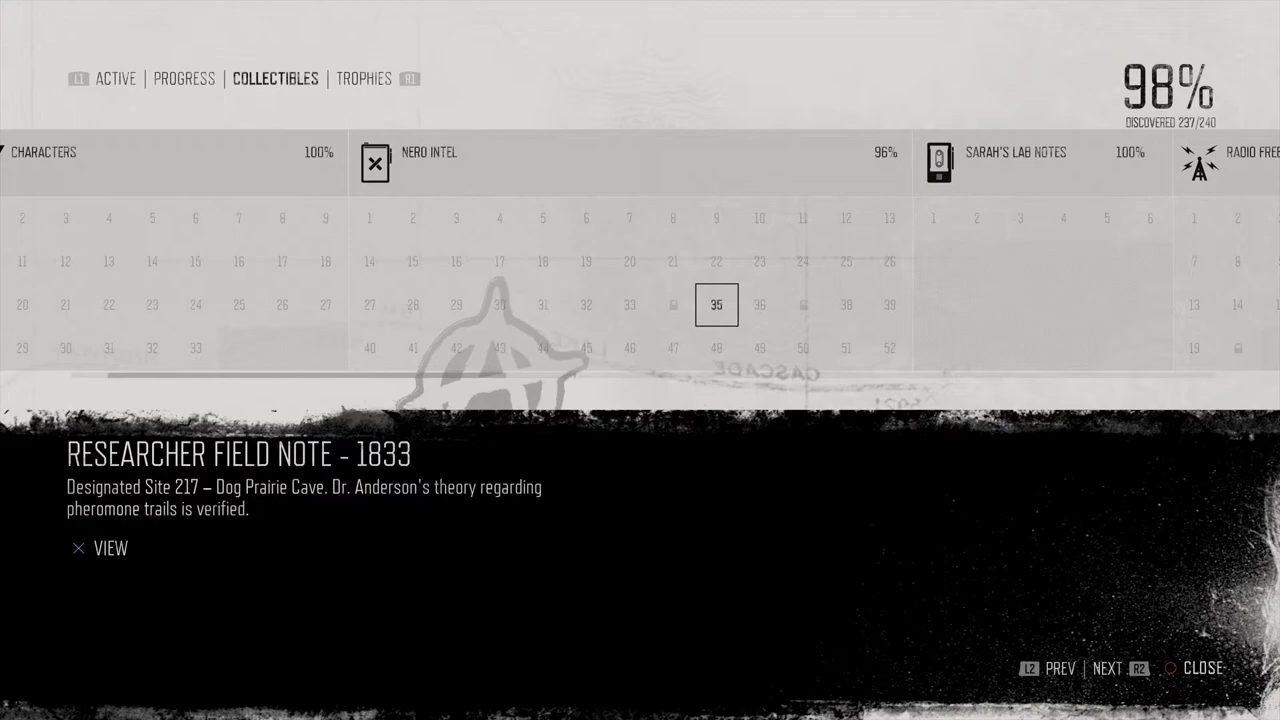 L1 ACTIVE | PROGRESS | COLLECTIBLES | TROPHIES R1
98%
DISCOVERED 237/240
CHARACTERS 100%
NERO INTEL 96%
SARAH'S LAB NOTES 100%
RADIO FREE
2 3 4 5 6 7 8 9
11 12 13 14 15 16 17 18
20 21 22 23 24 25 26 27
29 30 31 32 33
1 2 3 4 5 6 7 8 9 10 11 12 13
14 15 16 17 18 19 20 21 22 23 24 25 26
27 28 29 30 31 32 33 35 36 38 39
40 41 42 43 44 45 46 47 48 49 50 51 52
1 2 3 4 5 6
1 2
7 8
13 14
19
CASCADE
RESEARCHER FIELD NOTE - 1833
Designated Site 217 – Dog Prairie Cave. Dr. Anderson's theory regarding
pheromone trails is verified.
VIEW
L2 PREV | NEXT R2 CLOSE